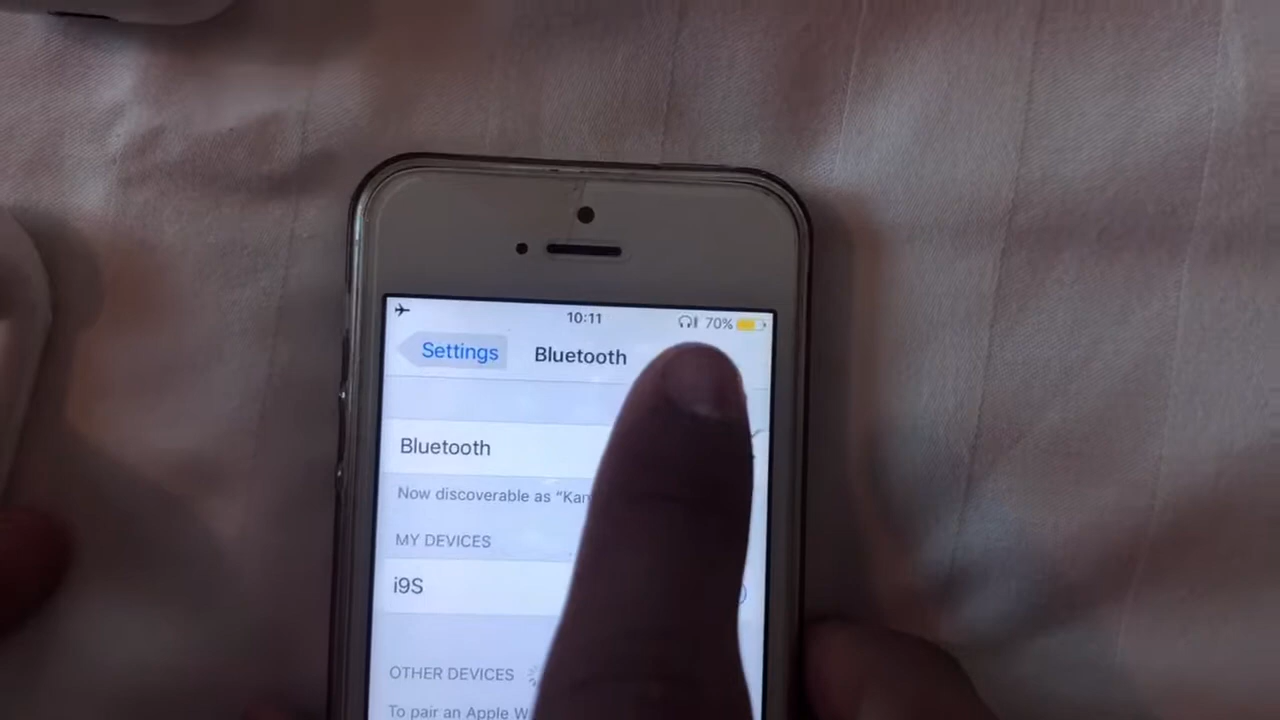 10:11
70%
Settings
Bluetooth
Bluetooth
Now discoverable as “Kan
MY DEVICES
i9S
OTHER DEVICES
To pair an Apple W